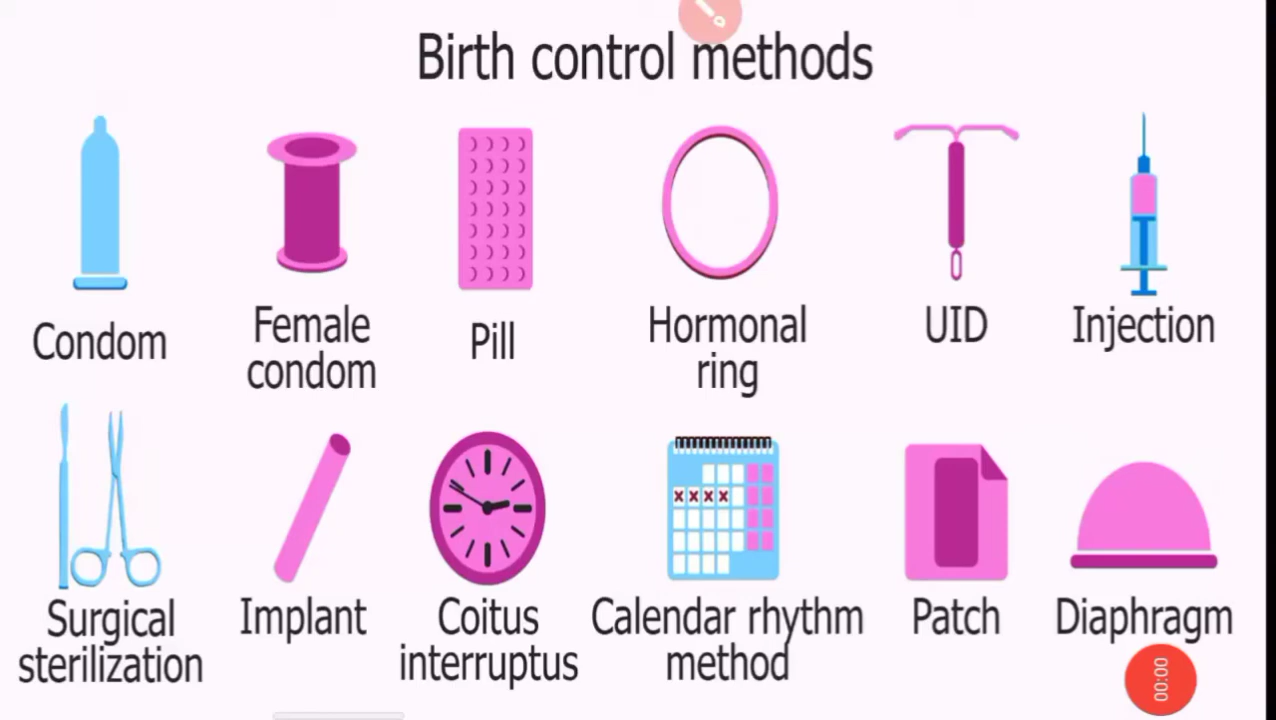 Birth control methods
Condom
Female
condom
Pill
Hormonal
ring
UID
Injection
Surgical
sterilization
Implant
Coitus
interruptus
Calendar rhythm
method
Patch
Diaphragm
00:00